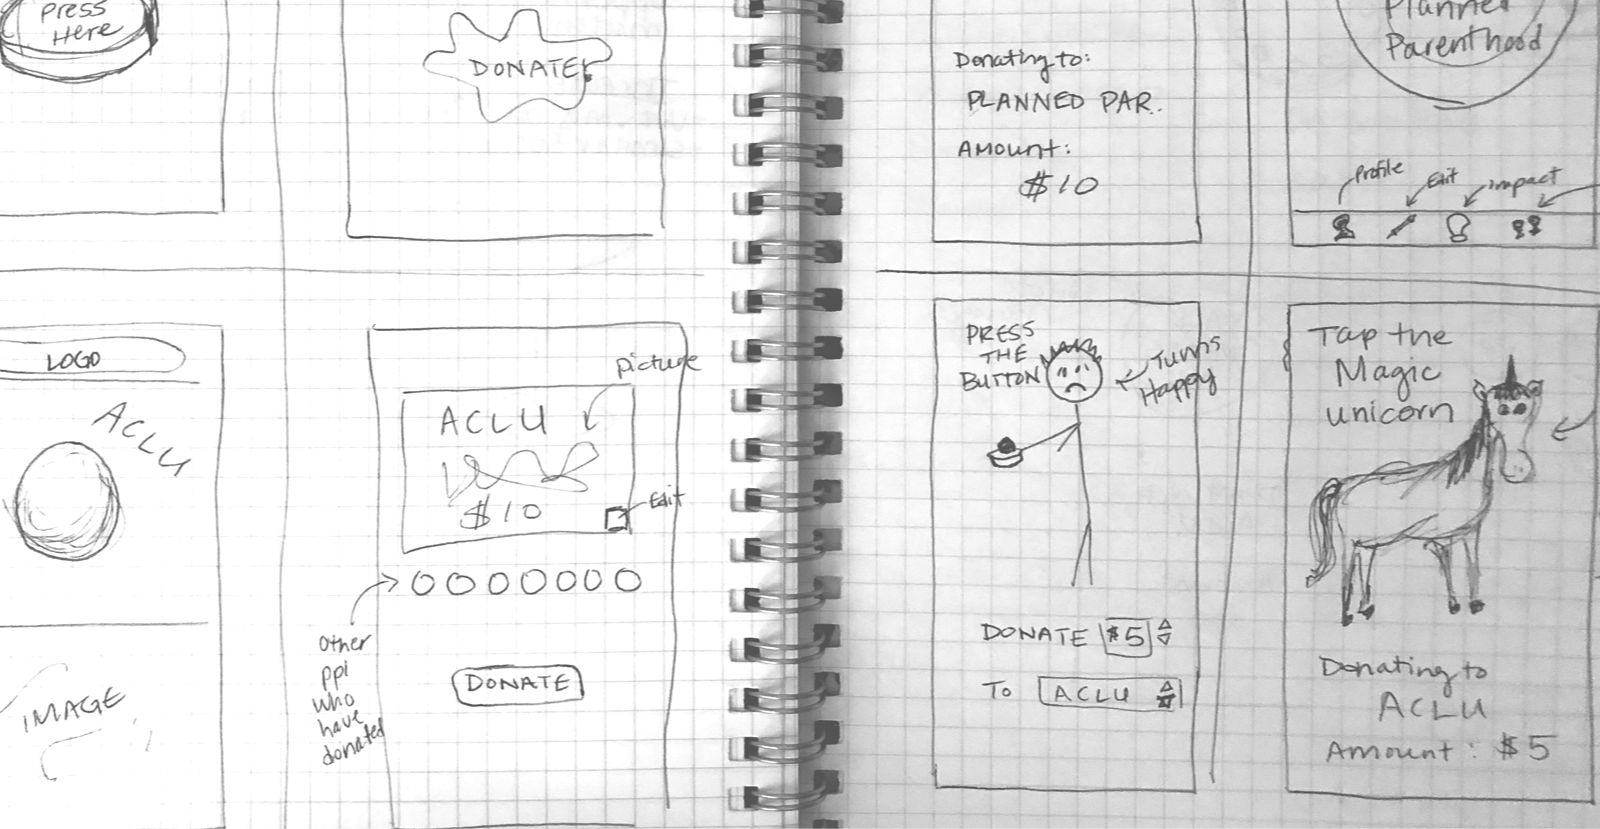 Press
Here
DONATE
LOGO
ACLU
IMAGE
picture
ACLU
$10
Edit
Other
ppl
who
have
donated
DONATE
Donating to:
PLANNED PAR.
AMOUNT:
$10
Planned
Parenthood
Profile
Edit
impact
PRESS
THE
BUTTON
Turns
Happy
DONATE $5
TO ACLU
Tap the
Magic
unicorn
Donating to
ACLU
Amount: $5